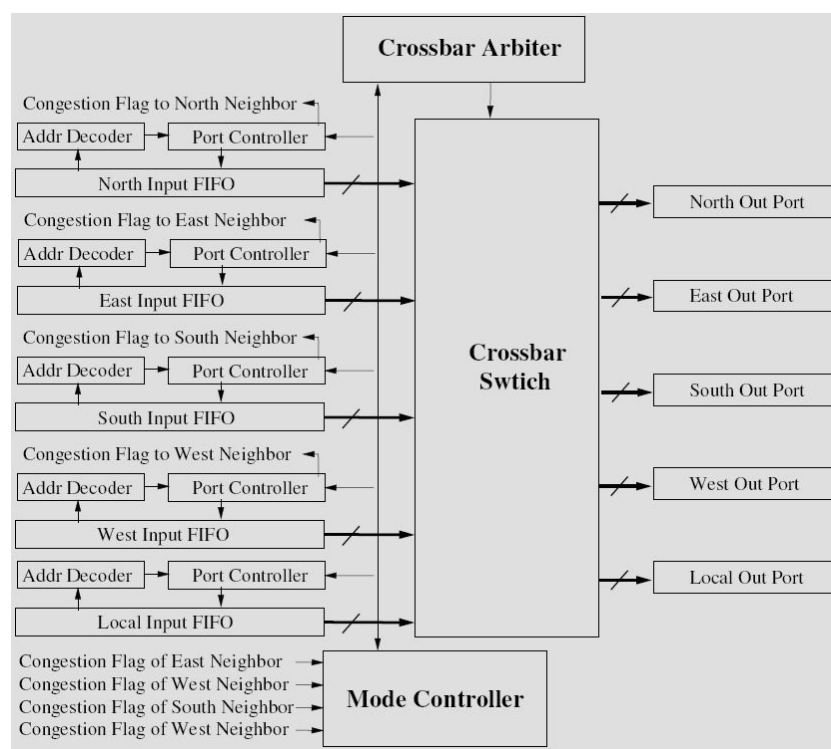 Crossbar Arbiter
Congestion Flag to North Neighbor
Addr Decoder
Port Controller
North Input FIFO
Congestion Flag to East Neighbor
Addr Decoder
Port Controller
East Input FIFO
Congestion Flag to South Neighbor
Addr Decoder
Port Controller
South Input FIFO
Congestion Flag to West Neighbor
Addr Decoder
Port Controller
West Input FIFO
Addr Decoder
Port Controller
Local Input FIFO
Crossbar
Swtich
North Out Port
East Out Port
South Out Port
West Out Port
Local Out Port
Congestion Flag of East Neighbor
Congestion Flag of West Neighbor
Congestion Flag of South Neighbor
Congestion Flag of West Neighbor
Mode Controller